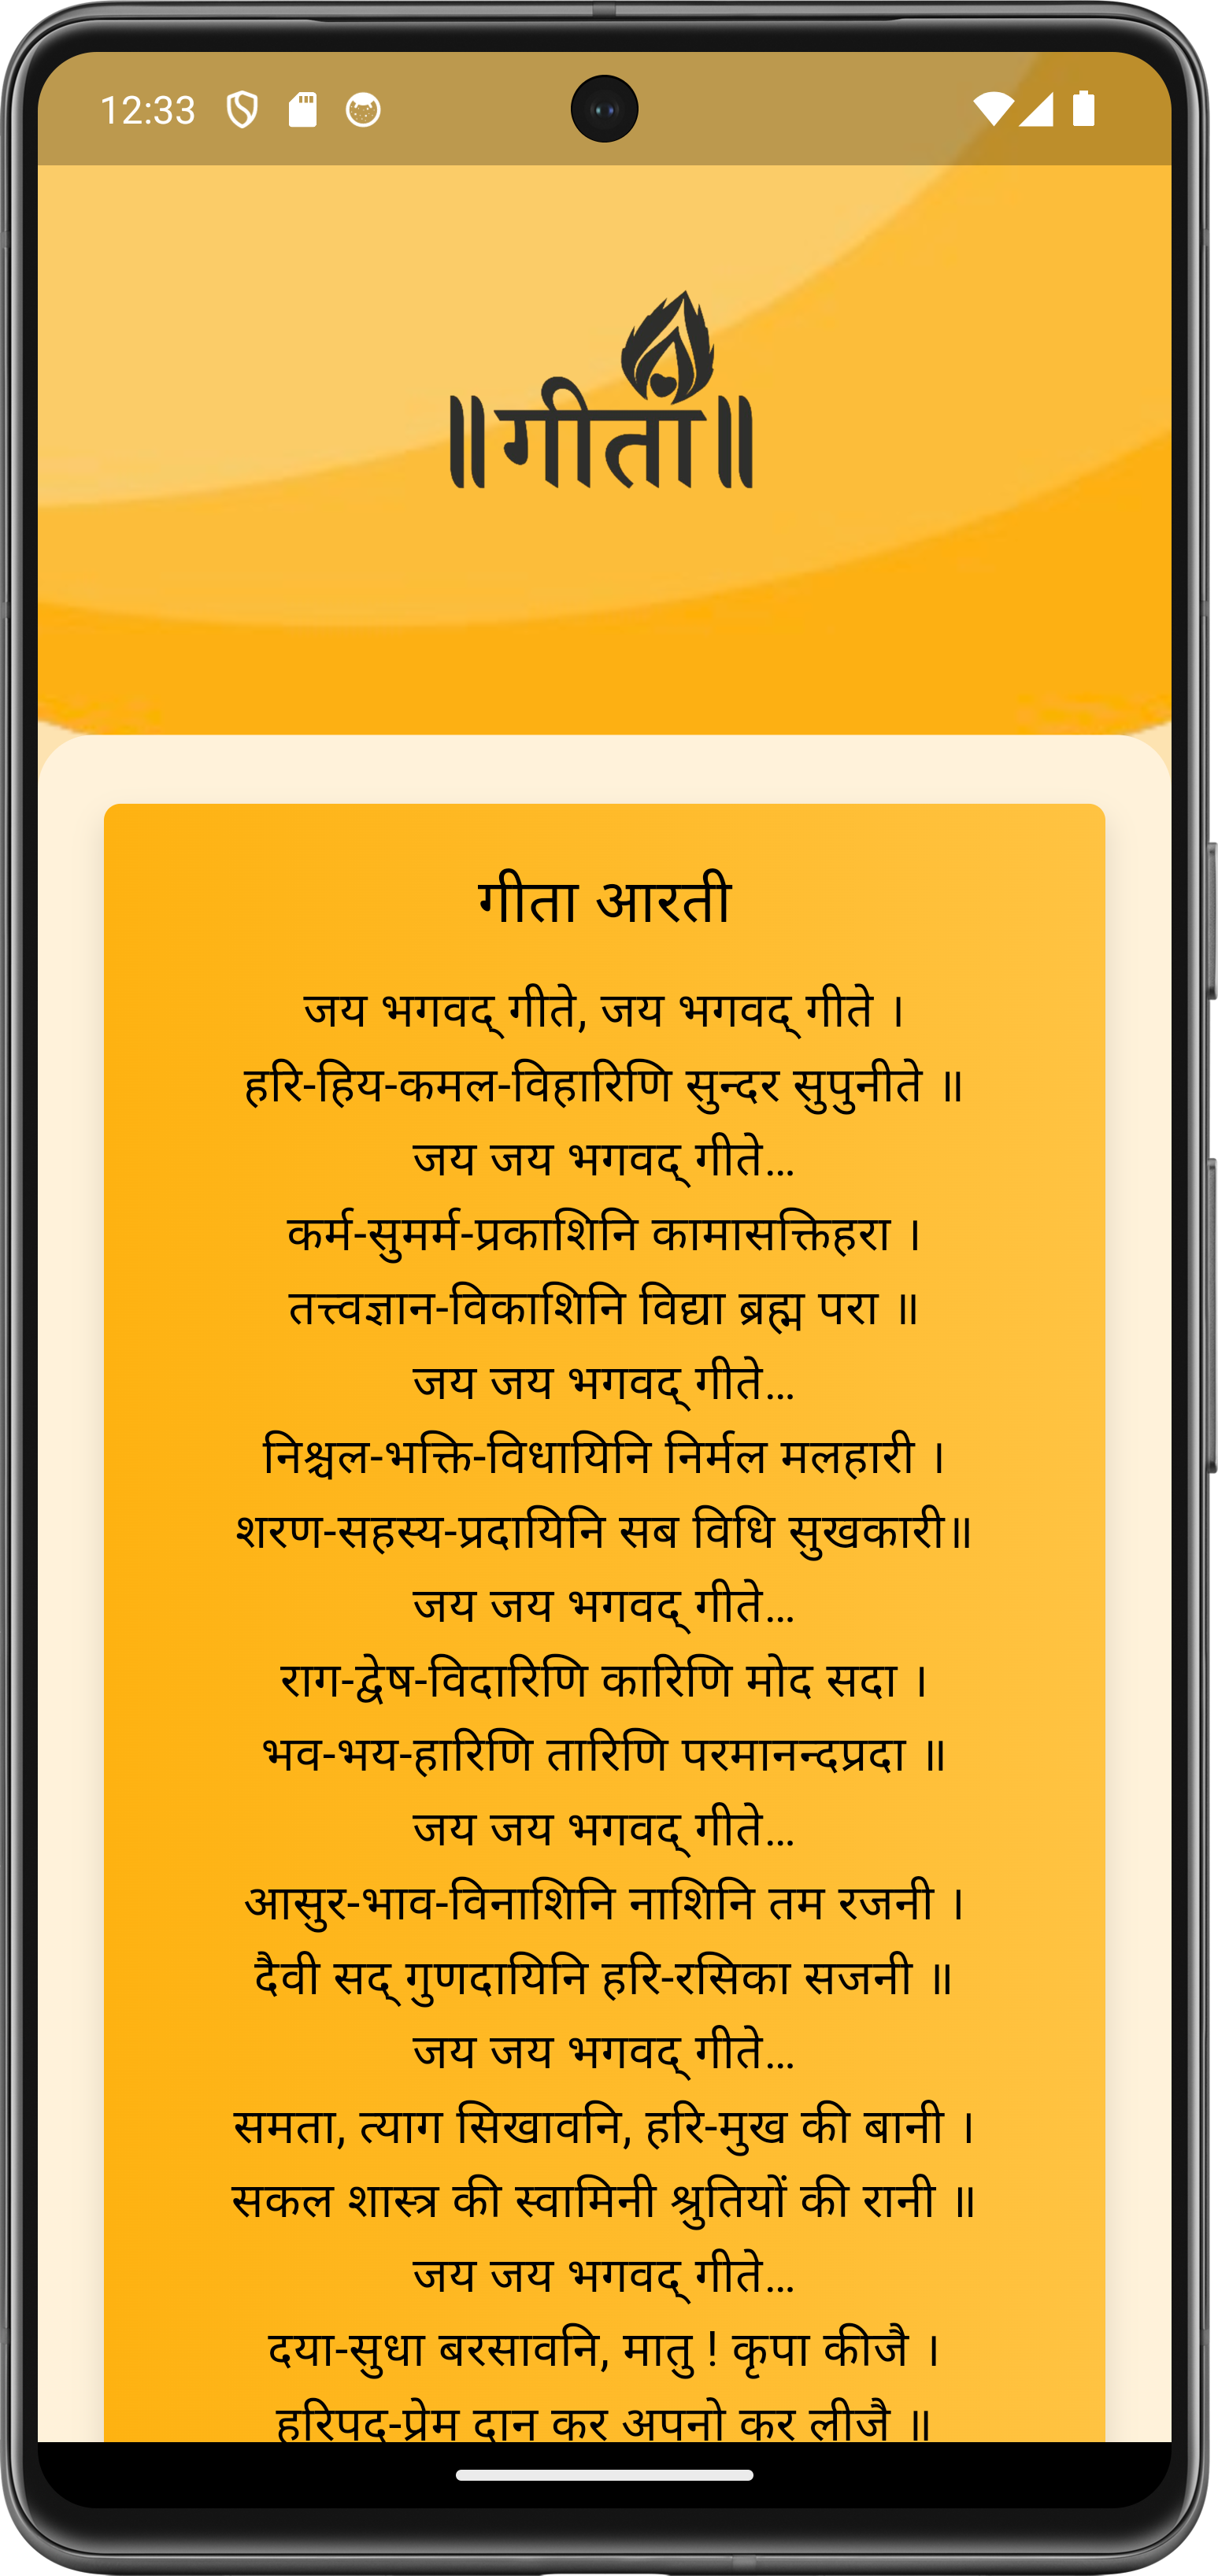 12:33
॥गीता॥
गीता आरती
जय भगवद् गीते, जय भगवद् गीते ।
हरि-हिय-कमल-विहारिणि सुन्दर सुपुनीते ॥
जय जय भगवद् गीते...
कर्म-सुमर्म-प्रकाशिनि कामासक्तिहरा ।
तत्त्वज्ञान-विकाशिनि विद्या ब्रह्म परा ॥
जय जय भगवद् गीते...
निश्चल-भक्ति-विधायिनि निर्मल मलहारी ।
शरण-सहस्य-प्रदायिनि सब विधि सुखकारी॥
जय जय भगवद् गीते...
राग-द्वेष-विदारिणि कारिणि मोद सदा ।
भव-भय-हारिणि तारिणि परमानन्दप्रदा ॥
जय जय भगवद् गीते...
आसुर-भाव-विनाशिनि नाशिनि तम रजनी ।
दैवी सद् गुणदायिनि हरि-रसिका सजनी ॥
जय जय भगवद् गीते...
समता, त्याग सिखावनि, हरि-मुख की बानी ।
सकल शास्त्र की स्वामिनी श्रुतियों की रानी ॥
जय जय भगवद् गीते...
दया-सुधा बरसावनि, मातु ! कृपा कीजै ।
हरिपद-प्रेम दान कर अपनो कर लीजै ॥